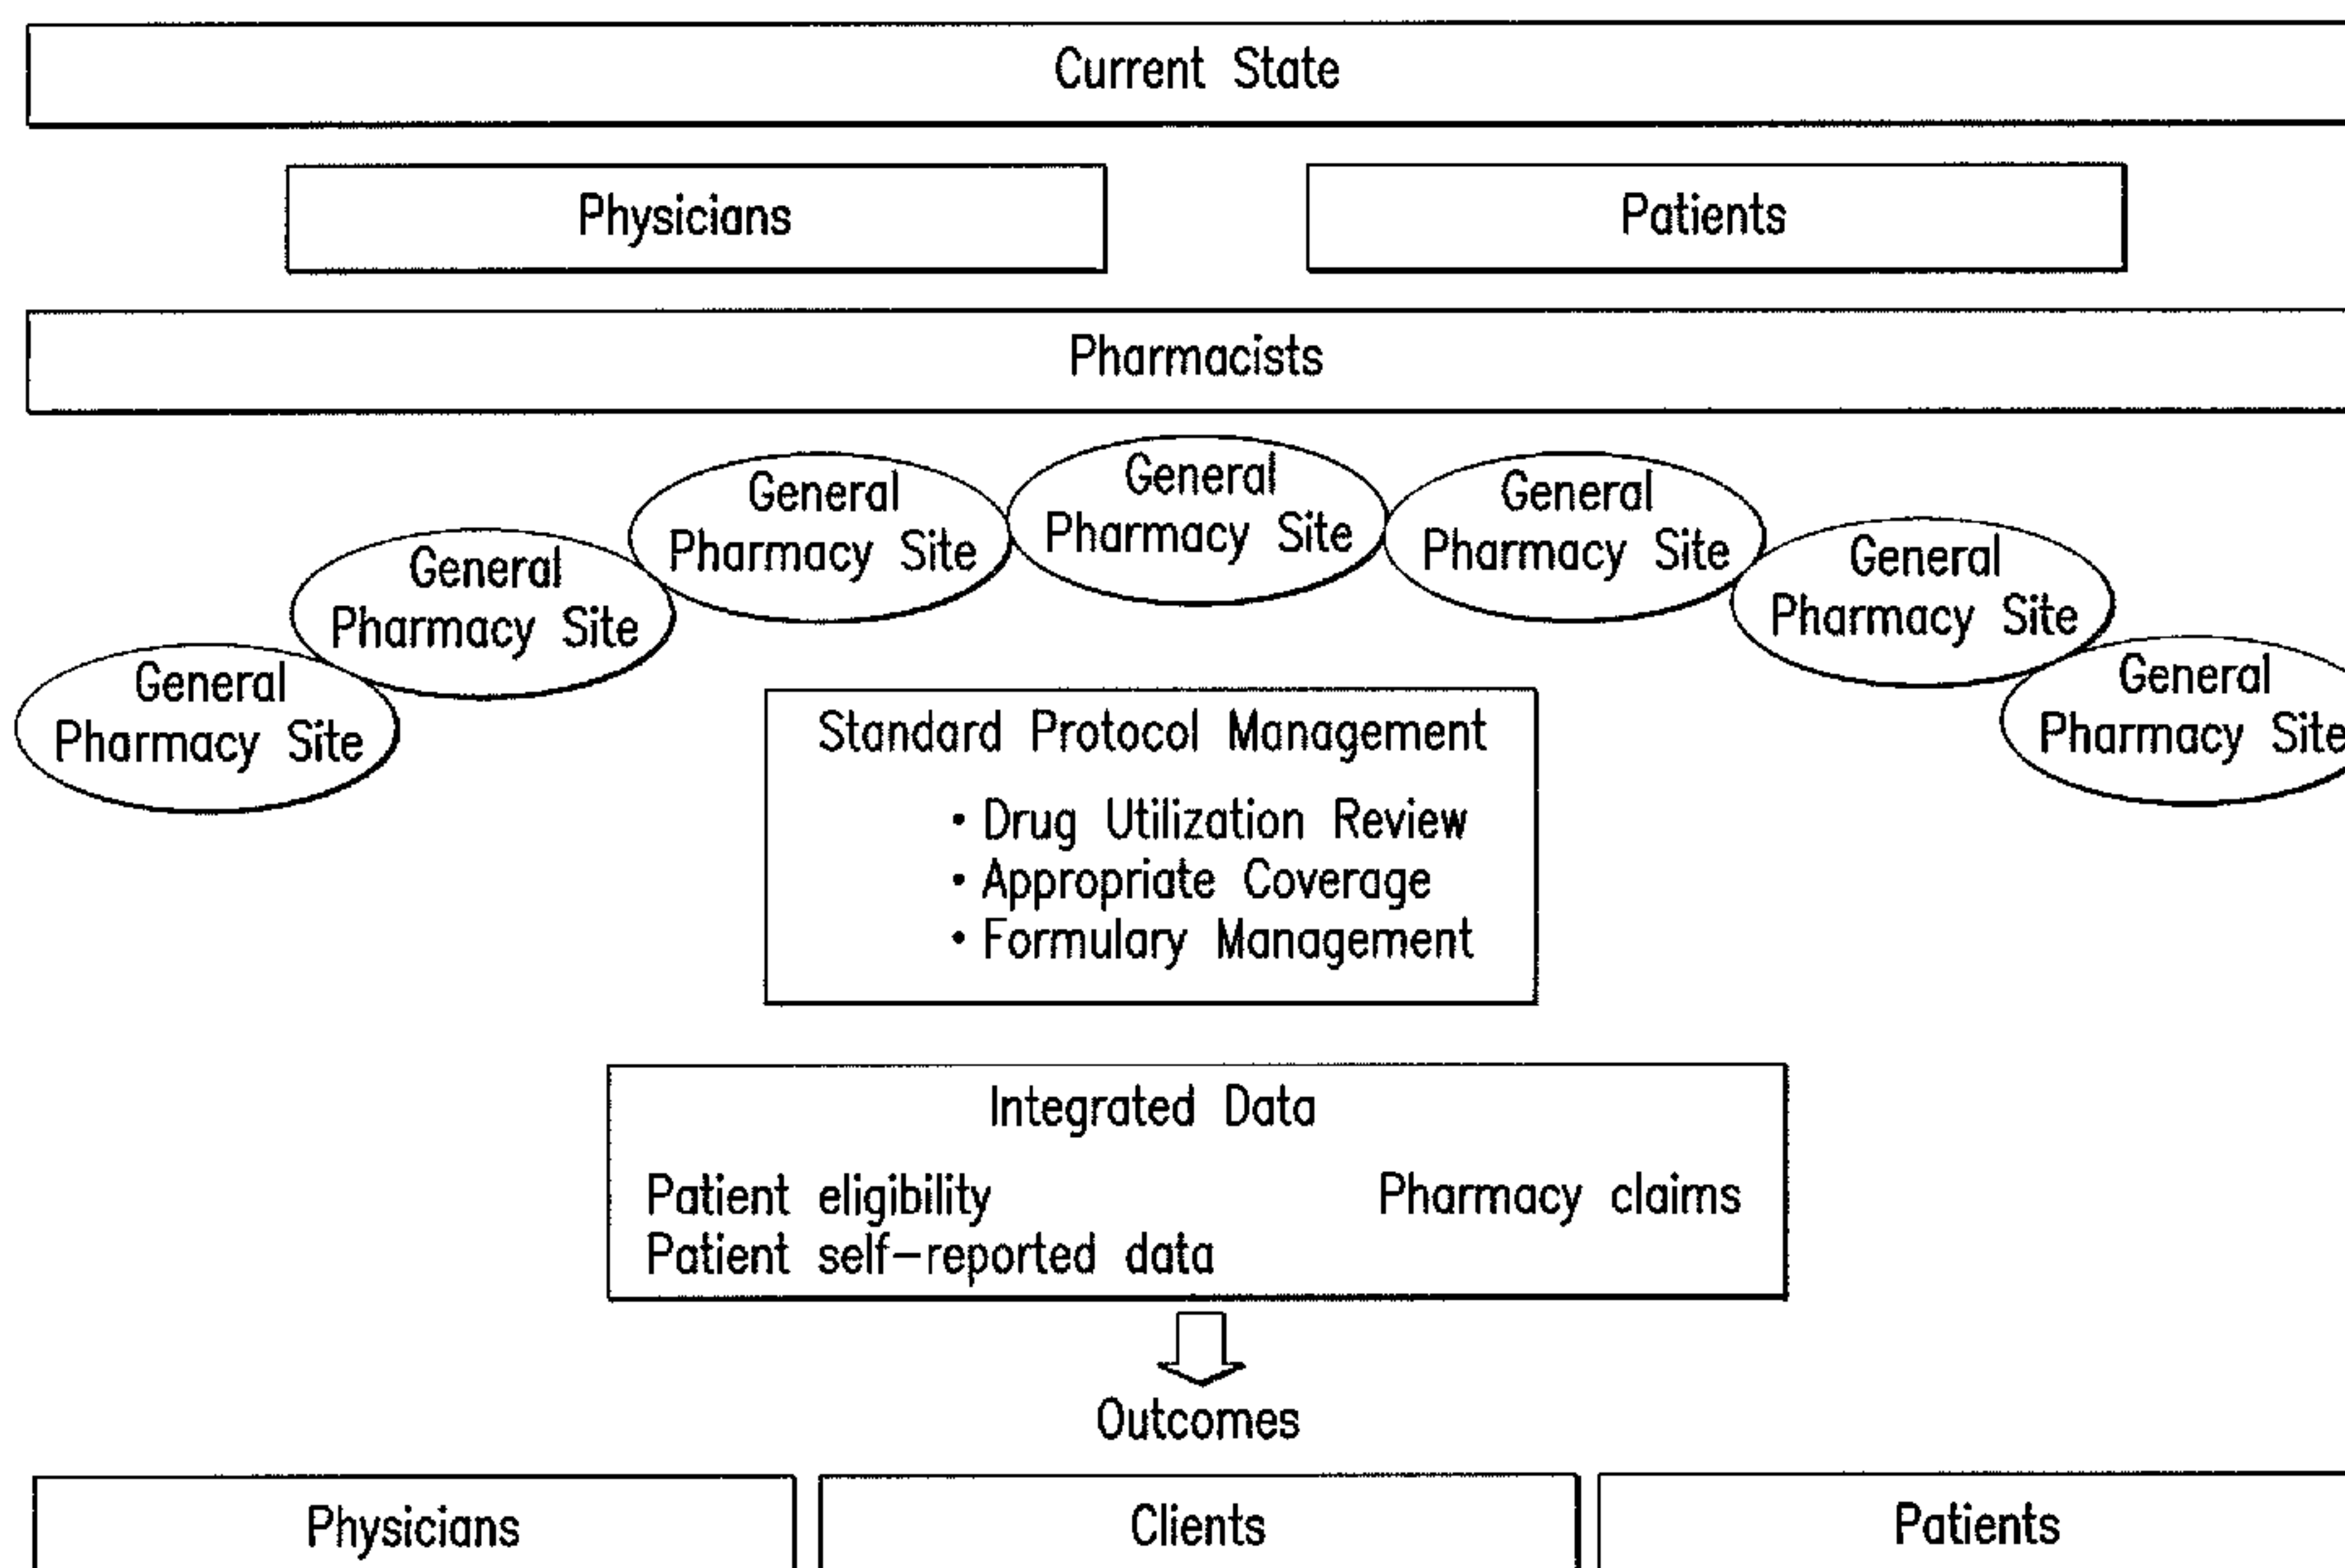 Current State
Physicians
Patients
Pharmacists
General
Pharmacy Site
General
Pharmacy Site
General
Pharmacy Site
General
Pharmacy Site
General
Pharmacy Site
General
Pharmacy Site
General
Pharmacy Site
Standard Protocol Management
• Drug Utilization Review
• Appropriate Coverage
• Formulary Management
Integrated Data
Patient eligibility
Pharmacy claims
Patient self-reported data
Outcomes
Physicians
Clients
Patients